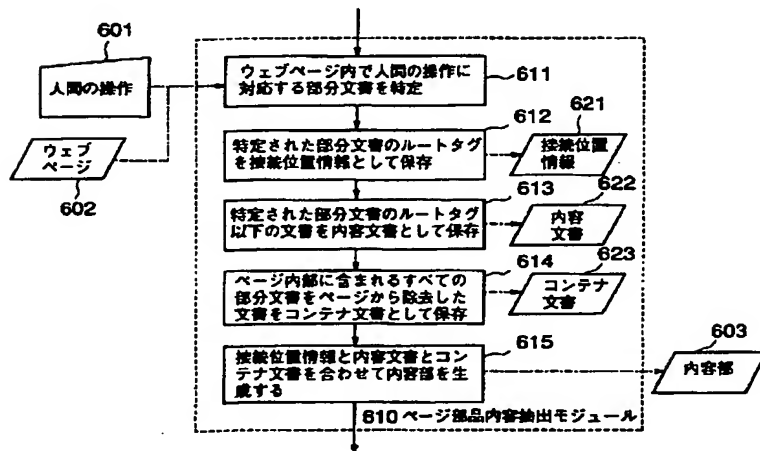 601
人間の操作
ウェブ
ページ
602
ウェブページ内で人間の操作に
対応する部分文書を特定
611
612
特定された部分文書のルートタグ
を接続位置情報として保存
621
接続位置
情報
613
特定された部分文書のルートタグ
以下の文書を内容文書として保存
622
内容
文書
614
ページ内部に含まれるすべての
部分文書をページから除去した
文書をコンテナ文書として保存
623
コンテナ
文書
615
接続位置情報と内容文書とコン
テナ文書を合わせて内容部を生
成する
603
内容部
610 ページ部品内容抽出モジュール